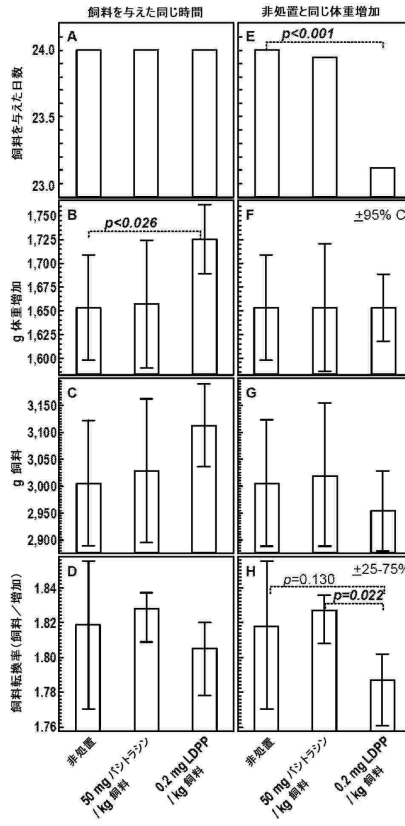 飼料を与えた同じ時間
非処置と同じ体重増加
飼料を与えた日数
A
24.0
23.5
23.0
E
p<0.001
g 体重増加
B
p<0.026
1,750
1,725
1,700
1,675
1,650
1,625
1,600
F
±95% C
g 飼料
C
3,150
3,100
3,050
3,000
2,950
2,900
G
飼料転換率(飼料/増加)
D
1.84
1.82
1.80
1.78
1.76
H
±25-75%
p=0.130
p=0.022
非処置
50 mg バシトラシン
/ kg 飼料
0.2 mg LDPP
/ kg 飼料
非処置
50 mg バシトラシン
/ kg 飼料
0.2 mg LDPP
/ kg 飼料